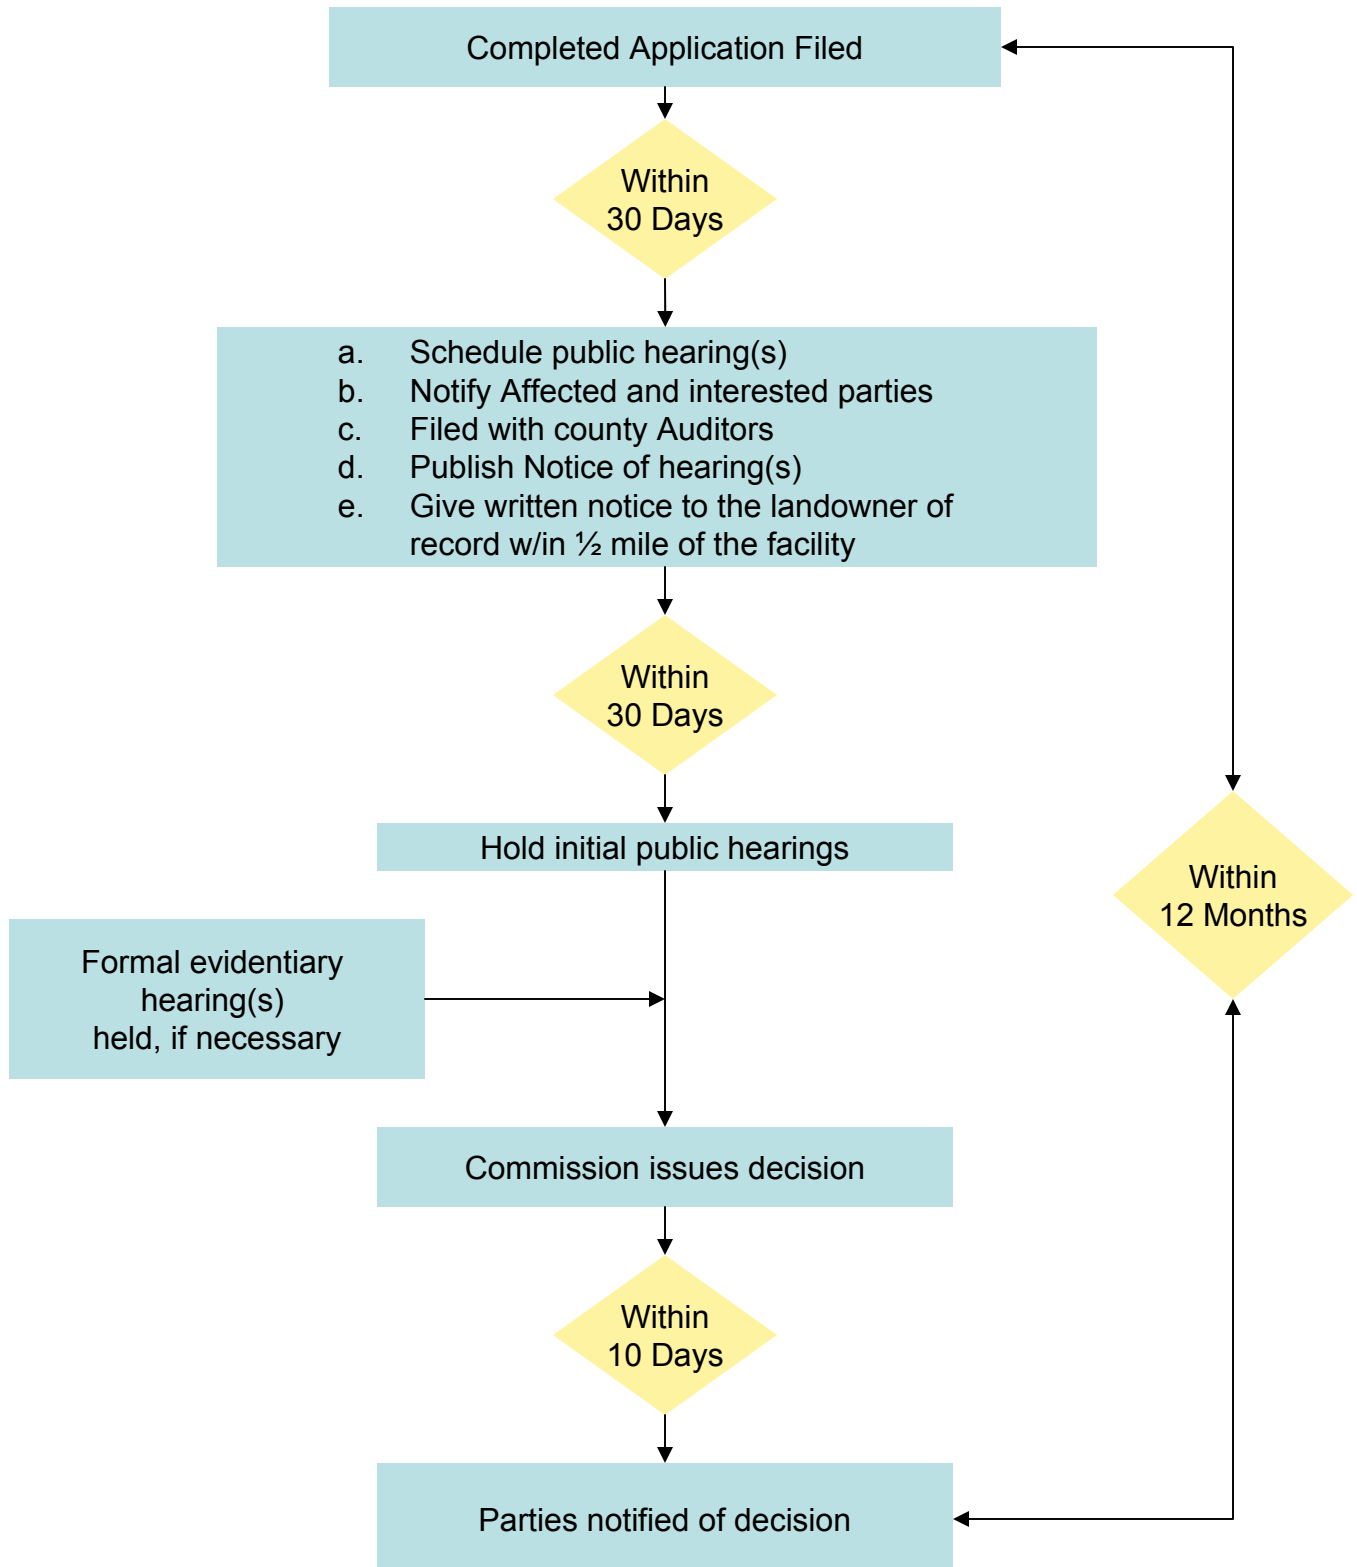 Completed Application Filed
Within
30 Days
a. Schedule public hearing(s)
b. Notify Affected and interested parties
c. Filed with county Auditors
d. Publish Notice of hearing(s)
e. Give written notice to the landowner of
record w/in ½ mile of the facility
Within
30 Days
Hold initial public hearings
Within
12 Months
Formal evidentiary
hearing(s)
held, if necessary
Commission issues decision
Within
10 Days
Parties notified of decision